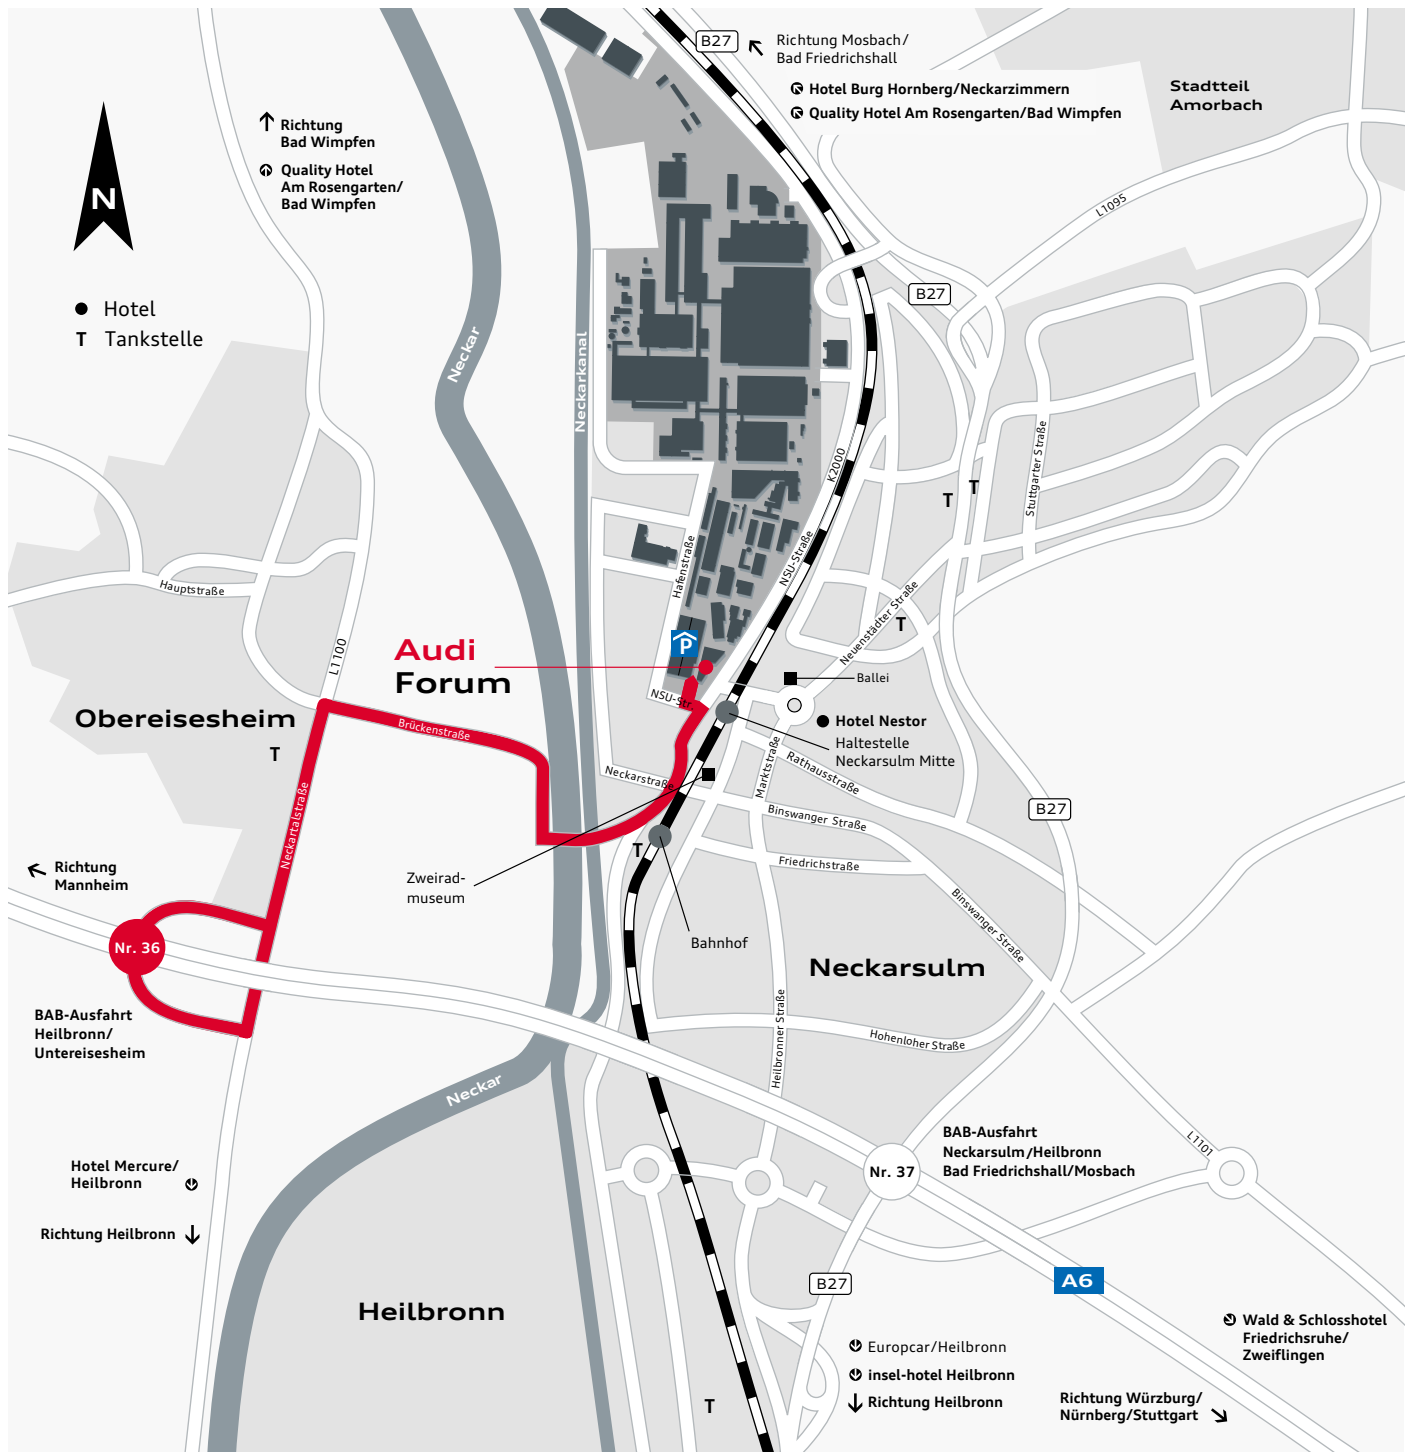 B27
Richtung Mosbach/
Bad Friedrichshall
Hotel Burg Hornberg/Neckarzimmern
Quality Hotel Am Rosengarten/Bad Wimpfen
Stadtteil
Amorbach
Richtung
Bad Wimpfen
Quality Hotel
Am Rosengarten/
Bad Wimpfen
N
Hotel
T Tankstelle
L1095
B27
Neckar
Neckarkanal
K2000
Stuttgarter Straße
T
T
NSU-Straße
Hafenstraße
Hauptstraße
Neuenstädter Straße
T
L1100
P
Audi
Forum
Ballei
NSU-Str.
Obereisesheim
T
Brückenstraße
Hotel Nestor
Haltestelle
Neckarsulm Mitte
Marktstraße
Rathausstraße
Neckarstraße
Neckartalstraße
Binswanger Straße
B27
T
Friedrichstraße
Richtung
Mannheim
Zweirad-
museum
Binswanger Straße
Bahnhof
Nr. 36
Neckarsulm
BAB-Ausfahrt
Heilbronn/
Untereisesheim
Heilbronner Straße
Hohenloher Straße
Neckar
BAB-Ausfahrt
Neckarsulm/Heilbronn
Bad Friedrichshall/Mosbach
L1101
Nr. 37
Hotel Mercure/
Heilbronn
Richtung Heilbronn
B27
A6
Heilbronn
Wald & Schlosshotel
Friedrichsruhe/
Zweiflingen
Europcar/Heilbronn
insel-hotel Heilbronn
Richtung Heilbronn
T
Richtung Würzburg/
Nürnberg/Stuttgart